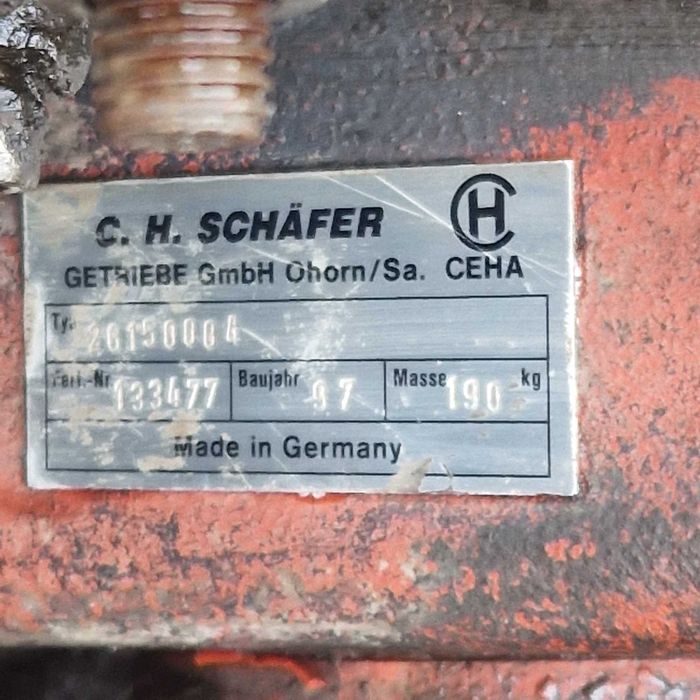 C. H. SCHÄFER
CH
GETRIEBE GmbH Ohorn/Sa. CEHA
Typ 26150004
Fert.-Nr. 133477 Baujahr 97 Masse 190 kg
Made in Germany